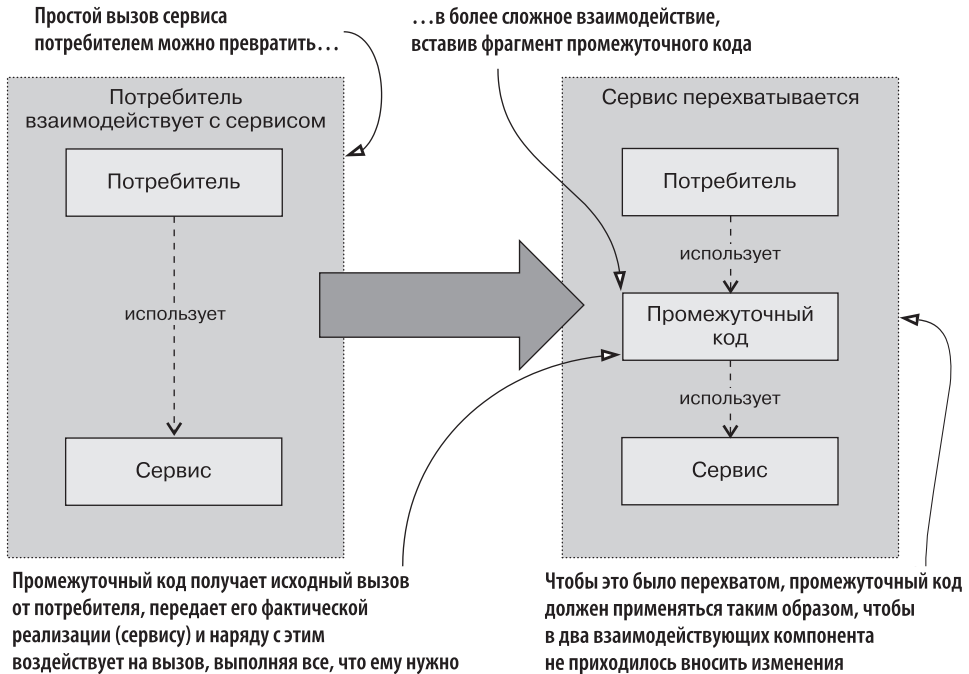 Простой вызов сервиса
потребителем можно превратить…
…в более сложное взаимодействие,
вставив фрагмент промежуточного кода
Потребитель
взаимодействует с сервисом
Потребитель
использует
Сервис
Сервис перехватывается
Потребитель
использует
Промежуточный
код
использует
Сервис
Промежуточный код получает исходный вызов
от потребителя, передает его фактической
реализации (сервису) и наряду с этим
воздействует на вызов, выполняя все, что ему нужно
Чтобы это было перехватом, промежуточный код
должен применяться таким образом, чтобы
в два взаимодействующих компонента
не приходилось вносить изменения